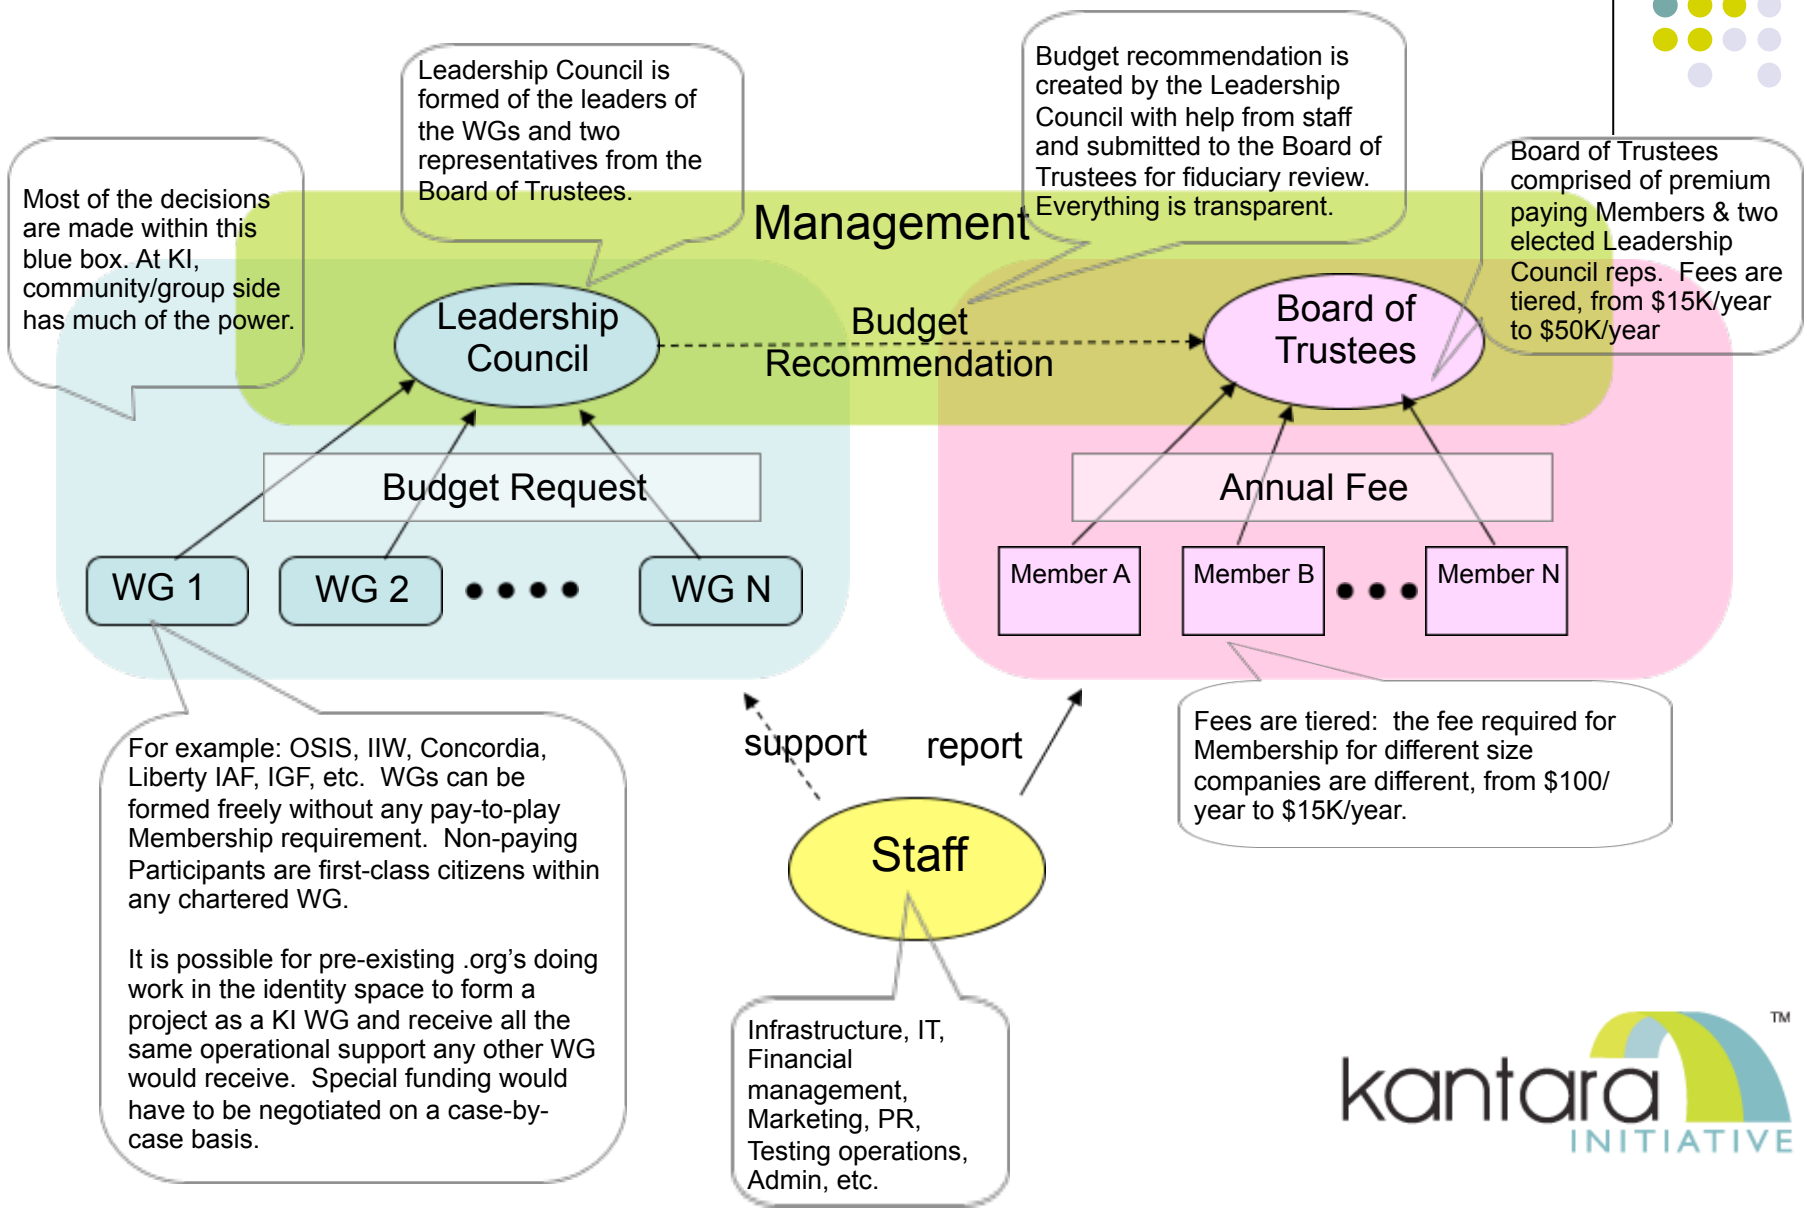 Leadership Council is
formed of the leaders of
the WGs and two
representatives from the
Board of Trustees.
Budget recommendation is
created by the Leadership
Council with help from staff
and submitted to the Board of
Trustees for fiduciary review.
Everything is transparent.
Board of Trustees
comprised of premium
paying Members & two
elected Leadership
Council reps.  Fees are
tiered, from $15K/year
to $50K/year
Most of the decisions
are made within this
blue box. At KI,
community/group side
has much of the power.
Management
Leadership
Council
Budget
Recommendation
Board of
Trustees
Budget Request
Annual Fee
WG 1
WG 2
WG N
Member A
Member B
Member N
support
report
Staff
Fees are tiered:  the fee required for
Membership for different size
companies are different, from $100/
year to $15K/year.
For example: OSIS, IIW, Concordia,
Liberty IAF, IGF, etc.  WGs can be
formed freely without any pay-to-play
Membership requirement.  Non-paying
Participants are first-class citizens within
any chartered WG.
It is possible for pre-existing .org’s doing
work in the identity space to form a
project as a KI WG and receive all the
same operational support any other WG
would receive.  Special funding would
have to be negotiated on a case-by-
case basis.
Infrastructure, IT,
Financial
management,
Marketing, PR,
Testing operations,
Admin, etc.
kantara
TM
INITIATIVE